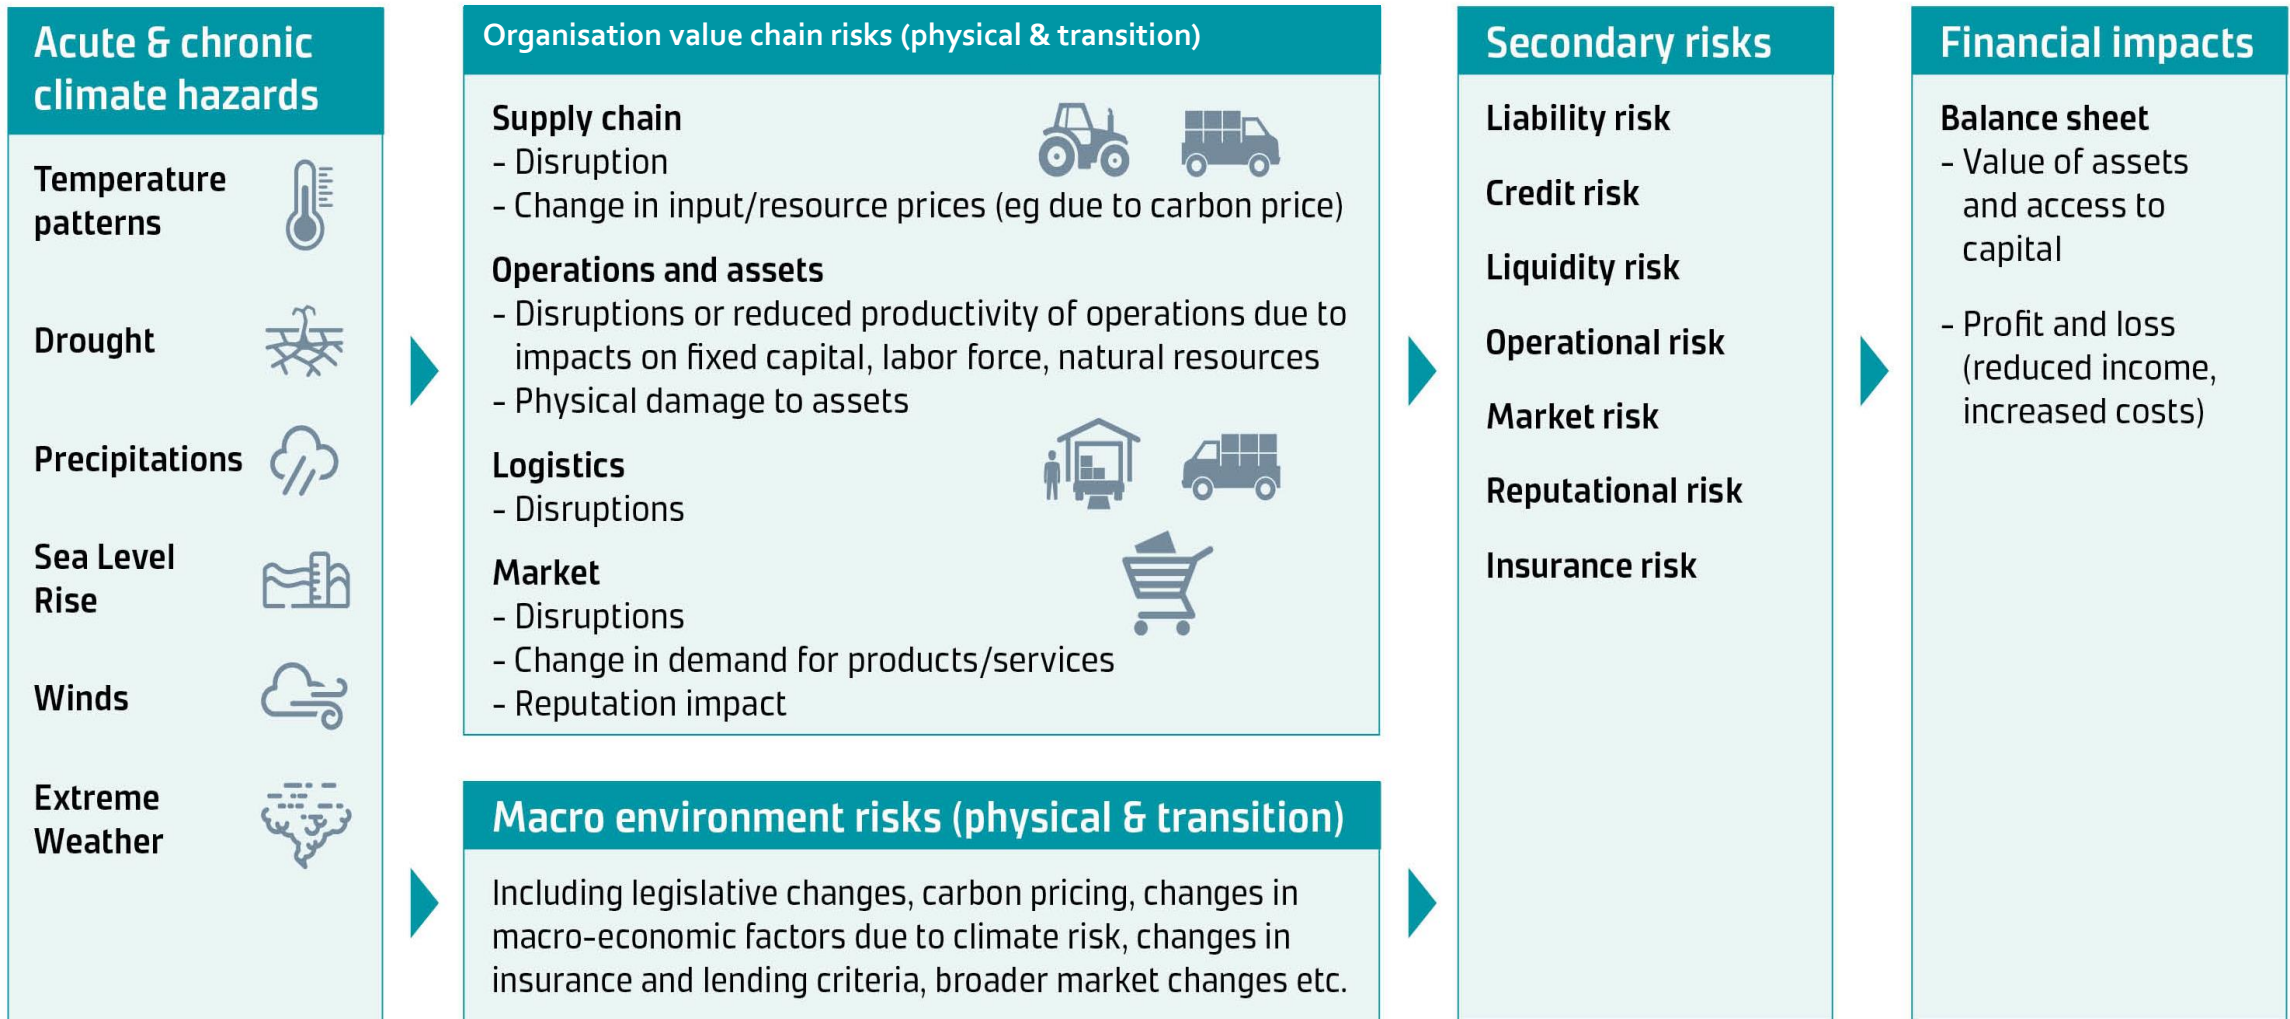 Acute & chronic
climate hazards
Temperature
patterns
Drought
Precipitations
Sea Level
Rise
Winds
Extreme
Weather
Organisation value chain risks (physical & transition)
Supply chain
- Disruption
- Change in input/resource prices (eg due to carbon price)
Operations and assets
- Disruptions or reduced productivity of operations due to
impacts on fixed capital, labor force, natural resources
- Physical damage to assets
Logistics
- Disruptions
Market
- Disruptions
- Change in demand for products/services
- Reputation impact
Macro environment risks (physical & transition)
Including legislative changes, carbon pricing, changes in
macro-economic factors due to climate risk, changes in
insurance and lending criteria, broader market changes etc.
Secondary risks
Liability risk
Credit risk
Liquidity risk
Operational risk
Market risk
Reputational risk
Insurance risk
Financial impacts
Balance sheet
- Value of assets
and access to
capital
- Profit and loss
(reduced income,
increased costs)